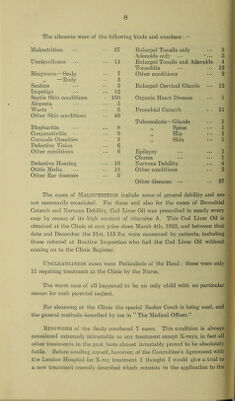 8
The ailments were of the following kinds and numbers :—
Malnutrition ... ... 37
Uncleanliness ... ... 11
Ringworm—Scalp ... 7
„ —Body ... 3
Scabies ... ... 5
Impetigo ... ... 52
Septic Skin conditions ... 100
Alopecia ... ... 5
Warts ... ... 6
Other Skin conditions ... 40
Blepharitis ... ... 8
Conjunctivitis ... ... 9
Corneals Opacities ... 3
Defective Vision ... 6
Other conditions ... 6
Defective Hearing ... 10
Otitis Media ... ... 18
Other Ear diseases ... 5
Enlarged Tonsils only ... 9
Adenoids only ... ... 5
Enlarged Tonsils and Adenoids 4
Tonsilitis ... ... 12
Other conditions ... 3
Enlarged Cervical Glands ... 12
Organic Heart Disease ...
Bronchial Catarrh ... 51
Tuberculosis—Glands ... 1
„ Spine ... 1
„ Hip ... 1
„ Skin ... 1
Epilepsy ... ... 1
Chorea ... ... 1
Nervous Debility ... 4
Other conditions ... 3
Other diseases ... 57
The cases of MALNUTRITION include some of general debility and are
not necessarily emaciated. For these and also for the cases of Bronchial
Catarrh and Nervous Debility, Cod Liver Oil was prescribed in nearly every
case by reason of its high content of vitamine A. This Cod Liver Oil is
obtained at the Clinic at cost price since March 4th, 1925, and between that
date and December the 31st, 115 lbs. were consumed by patients, including
those referred at Routine Inspection who had the Cod Liver Oil without
coming on to the Clinic Register.
UNCLEANLINESS cases were Pediculosis of the Head; these were only
11 requiring treatment at the Clinic by the Nurse.
The worst case of all happened to be an only child with no particular
reason for such parental neglect.
For cleansing at the Clinic the special Sacker Comb is being used, and
the general methods described by me in "The Medical Officer."
RINGWORM of the Scalp numbered 7 cases. This condition is always
considered extremely intractable to any treatment except X-rays, in fact all
other treatments in the past have almost invariably proved to be absolutely
futile. Before availing myself, however, of the Committee's Agreement with
the London Hospital for X-ray treatment I thought I would give a trial to
a new treatment recently described which consists in the application to the